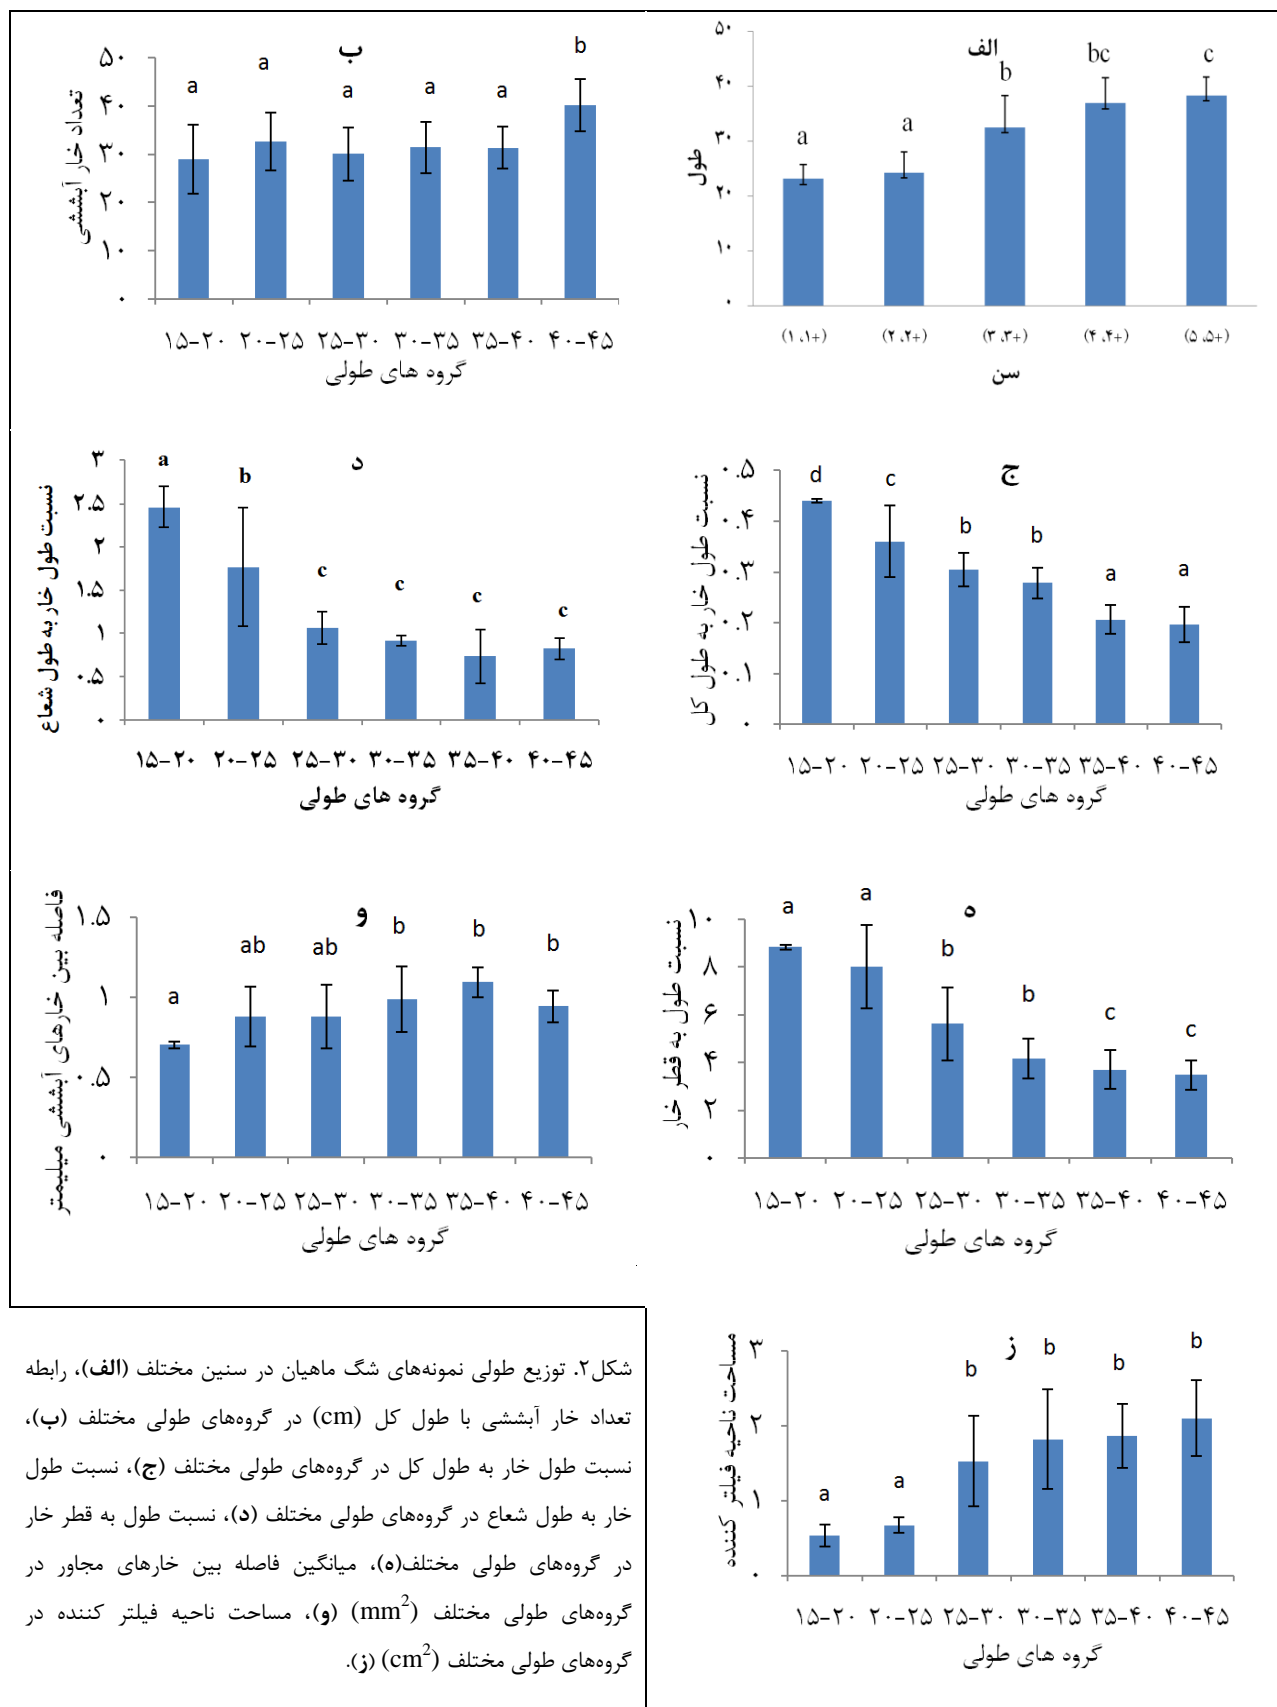 الف
طول
۵۰
۴۰
۳۰
۲۰
۱۰
۰
a
a
b
bc
c
(۱ ،۱+)
(۲ ،۲+)
(۳ ،۳+)
(۴ ،۴+)
(۵ ،۵+)
سن
ب
تعداد خار آبششی
۵۰
۴۰
۳۰
۲۰
۱۰
۰
a
a
a
a
a
b
۱۵-۲۰ ۲۰-۲۵ ۲۵-۳۰ ۳۰-۳۵ ۳۵-۴۰ ۴۰-۴۵
گروه های طولی
ج
نسبت طول خار به طول کل
۰.۵
۰.۴
۰.۳
۰.۲
۰.۱
۰
d
c
b
b
a
a
۱۵-۲۰ ۲۰-۲۵ ۲۵-۳۰ ۳۰-۳۵ ۳۵-۴۰ ۴۰-۴۵
گروه های طولی
د
نسبت طول خار به طول شعاع
۳
۲.۵
۲
۱.۵
۱
۰.۵
۰
a
b
c
c
c
c
۱۵-۲۰ ۲۰-۲۵ ۲۵-۳۰ ۳۰-۳۵ ۳۵-۴۰ ۴۰-۴۵
گروه های طولی
ه
نسبت طول به قطر خار
۱۰
۸
۶
۴
۲
۰
a
a
b
b
c
c
۱۵-۲۰ ۲۰-۲۵ ۲۵-۳۰ ۳۰-۳۵ ۳۵-۴۰ ۴۰-۴۵
گروه های طولی
و
فاصله بین خارهای آبششی میلیمتر
۱.۵
۱
۰.۵
۰
a
ab
ab
b
b
b
۱۵-۲۰ ۲۰-۲۵ ۲۵-۳۰ ۳۰-۳۵ ۳۵-۴۰ ۴۰-۴۵
گروه های طولی
ز
مساحت ناحیه فیلتر کننده
۳
۲
۱
۰
a
a
b
b
b
b
۱۵-۲۰ ۲۰-۲۵ ۲۵-۳۰ ۳۰-۳۵ ۳۵-۴۰ ۴۰-۴۵
گروه های طولی
شکل۲. توزیع طولی نمونه‌های شگ ماهیان در سنین مختلف (الف)، رابطه
تعداد خار آبششی با طول کل (cm) در گروه‌های طولی مختلف (ب)،
نسبت طول خار به طول کل در گروه‌های طولی مختلف (ج)، نسبت طول
خار به طول شعاع در گروه‌های طولی مختلف (د)، نسبت طول به قطر خار
در گروه‌های طولی مختلف(ه)، میانگین فاصله بین خارهای مجاور در
گروه‌های طولی مختلف (mm²) (و)، مساحت ناحیه فیلتر کننده در
گروه‌های طولی مختلف (cm²) (ز).